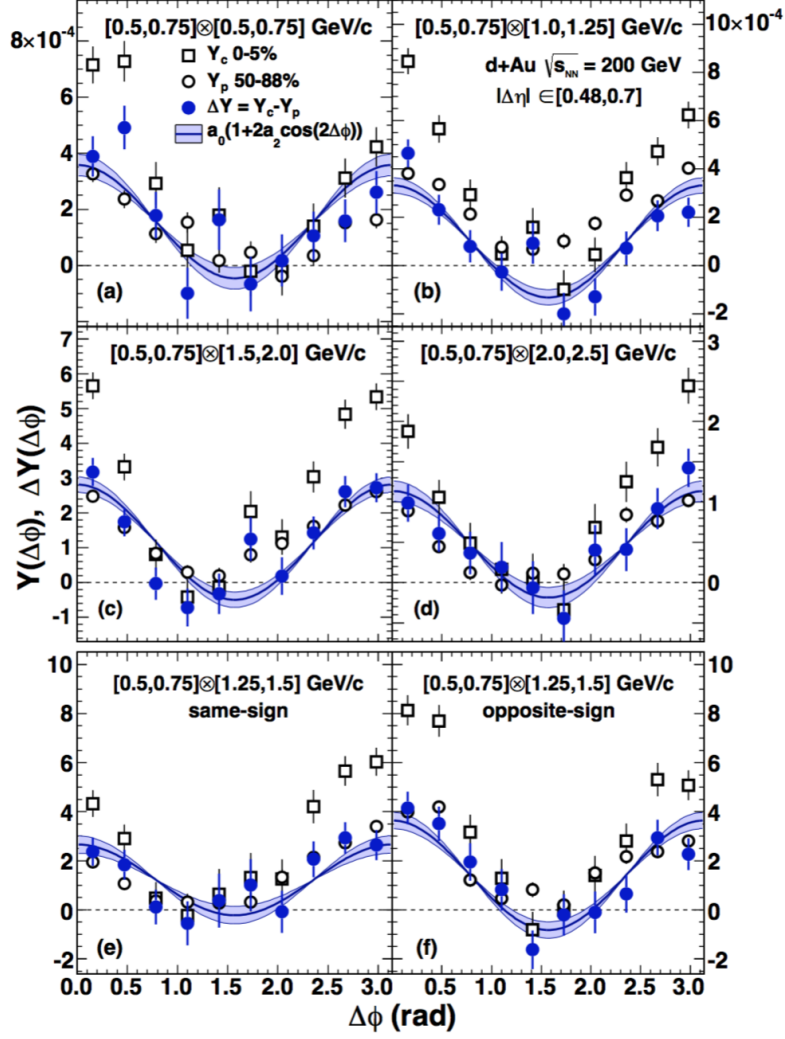 [0.5,0.75]⊗[0.5,0.75] GeV/c
[0.5,0.75]⊗[1.0,1.25] GeV/c
8×10⁻⁴
6
4
2
0
Y_c 0-5%
Y_p 50-88%
ΔY = Y_c-Y_p
a_0(1+2a_2cos(2Δϕ))
(a)
d+Au √s_NN = 200 GeV
|Δη| ∈[0.48,0.7]
10×10⁻⁴
8
6
4
2
0
-2
(b)
[0.5,0.75]⊗[1.5,2.0] GeV/c
[0.5,0.75]⊗[2.0,2.5] GeV/c
7
6
5
4
3
2
1
0
-1
(c)
3
2
1
0
(d)
Y(Δϕ), ΔY(Δϕ)
[0.5,0.75]⊗[1.25,1.5] GeV/c
same-sign
[0.5,0.75]⊗[1.25,1.5] GeV/c
opposite-sign
10
8
6
4
2
0
-2
(e)
10
8
6
4
2
0
-2
(f)
0.0 0.5 1.0 1.5 2.0 2.5 3.0
0.5 1.0 1.5 2.0 2.5 3.0
Δϕ (rad)